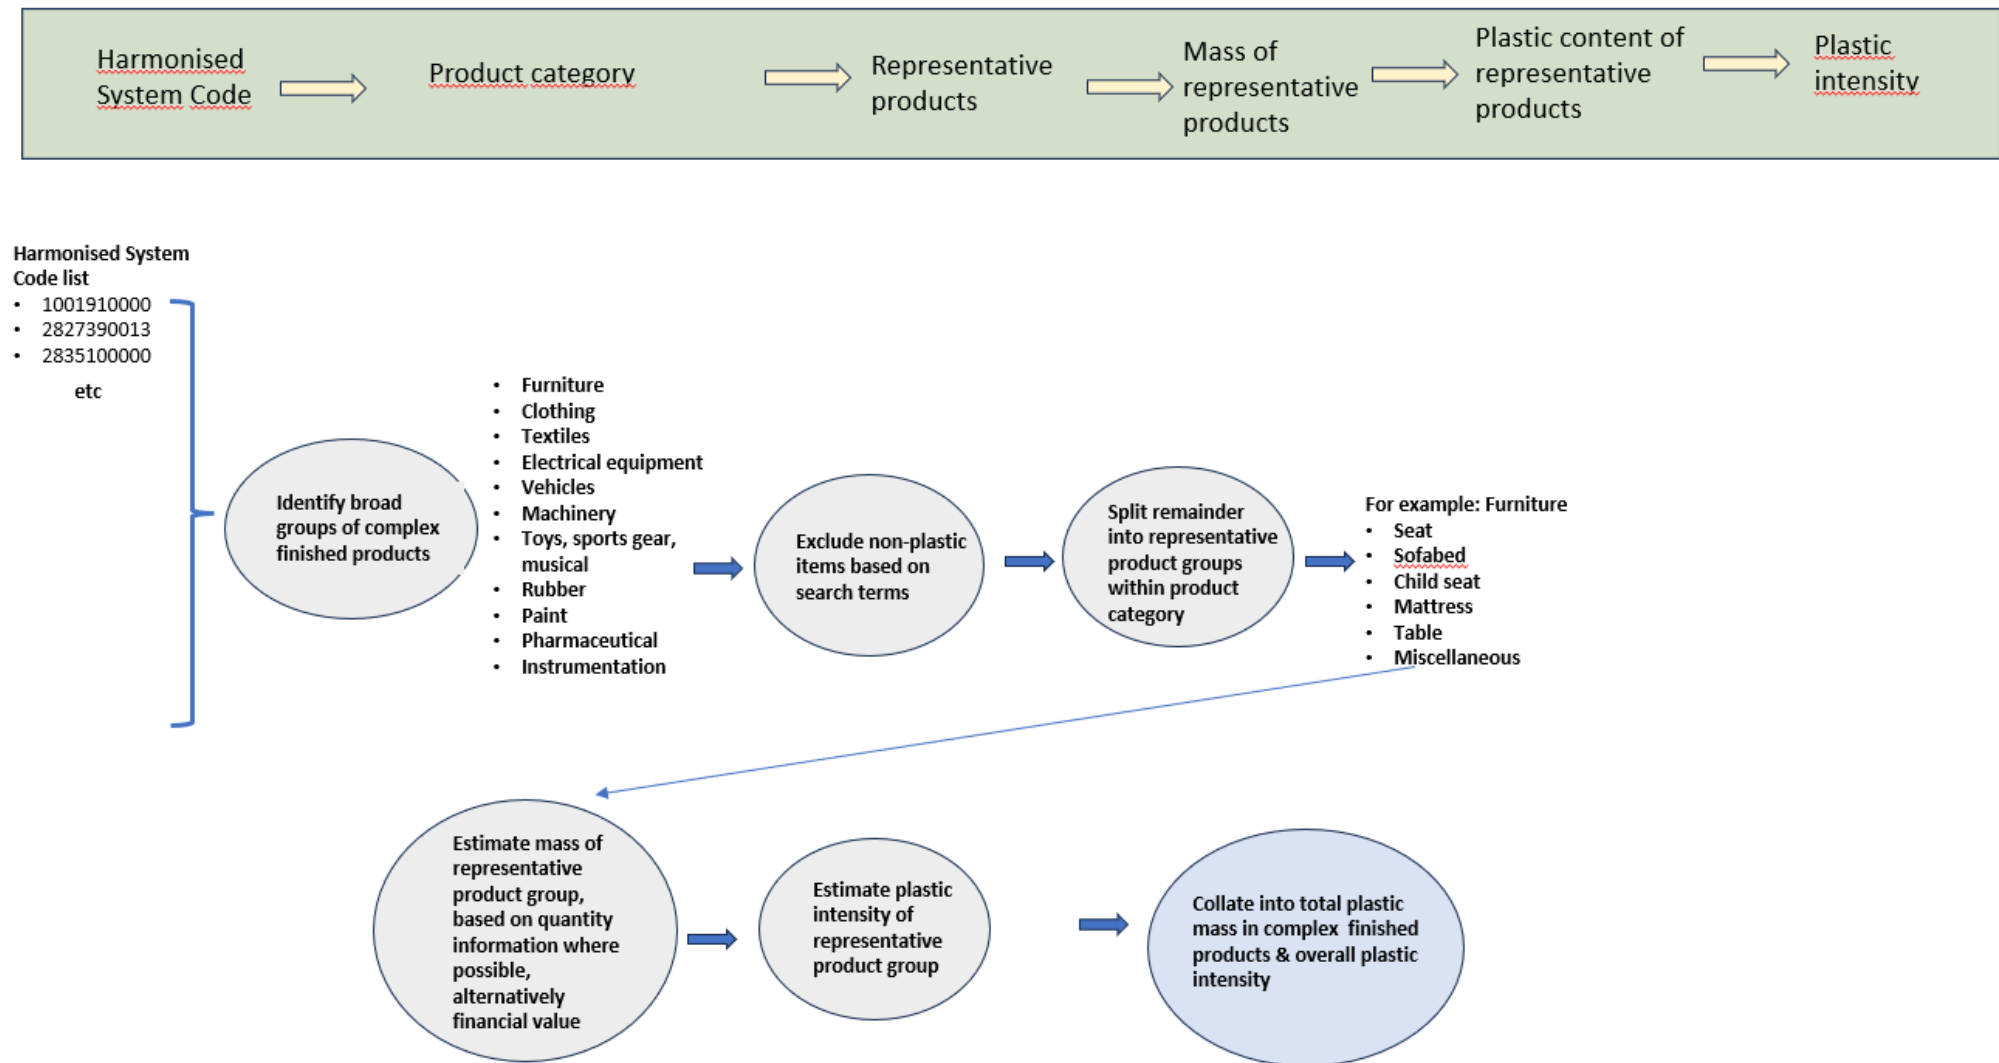 Harmonised
System Code
Product category
Representative
products
Mass of
representative
products
Plastic content of
representative
products
Plastic
intensity
Harmonised System
Code list
• 1001910000
• 2827390013
• 2835100000
etc
Identify broad
groups of complex
finished products
• Furniture
• Clothing
• Textiles
• Electrical equipment
• Vehicles
• Machinery
• Toys, sports gear,
musical
• Rubber
• Paint
• Pharmaceutical
• Instrumentation
Exclude non-plastic
items based on
search terms
Split remainder
into representative
product groups
within product
category
For example: Furniture
• Seat
• Sofabed
• Child seat
• Mattress
• Table
• Miscellaneous
Estimate mass of
representative
product group,
based on quantity
information where
possible,
alternatively
financial value
Estimate plastic
intensity of
representative
product group
Collate into total plastic
mass in complex finished
products & overall plastic
intensity